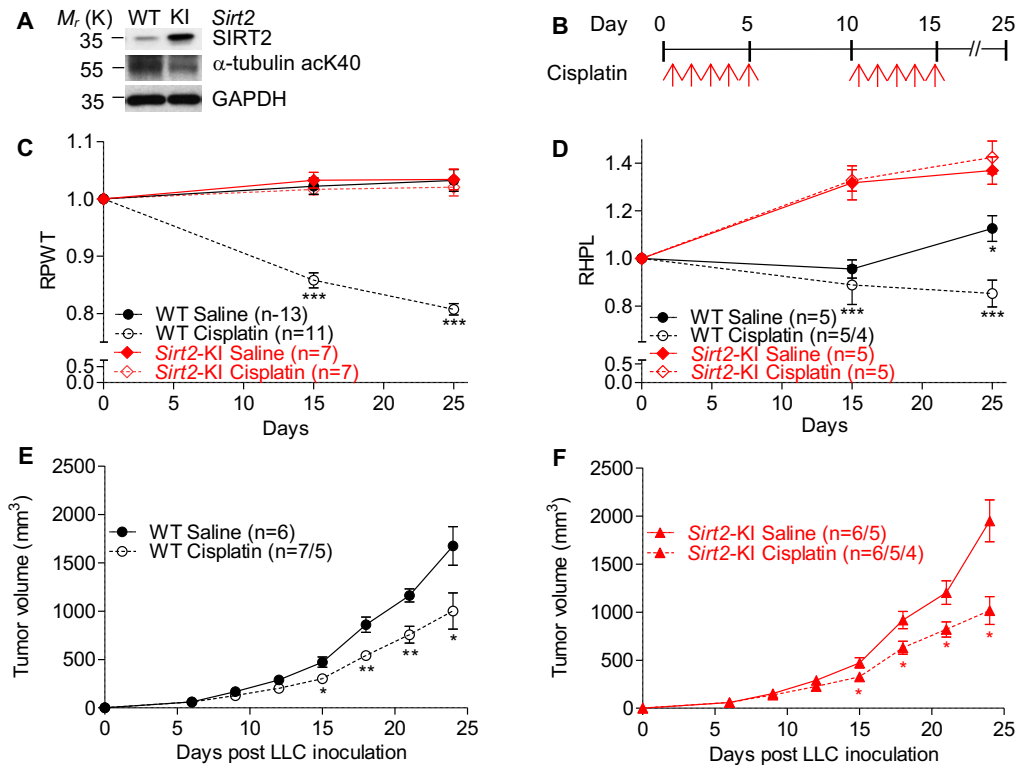 A
Mr (K) WT KI Sirt2
35 SIRT2
55 α-tubulin acK40
35 GAPDH
B
Day 0 5 10 15 // 25
Cisplatin
C
1.1
1.0
0.9
0.8
0.5
0.0
RPWT
***
***
WT Saline (n-13)
WT Cisplatin (n=11)
Sirt2-KI Saline (n=7)
Sirt2-KI Cisplatin (n=7)
0 5 10 15 20 25
Days
D
1.4
1.2
1.0
0.8
0.5
0.0
RHPL
*
***
***
WT Saline (n=5)
WT Cisplatin (n=5/4)
Sirt2-KI Saline (n=5)
Sirt2-KI Cisplatin (n=5)
0 5 10 15 20 25
Days
E
2500
2000
1500
1000
500
0
Tumor volume (mm3)
WT Saline (n=6)
WT Cisplatin (n=7/5)
* ** ** *
0 5 10 15 20 25
Days post LLC inoculation
F
2500
2000
1500
1000
500
0
Tumor volume (mm3)
Sirt2-KI Saline (n=6/5)
Sirt2-KI Cisplatin (n=6/5/4)
* * * *
0 5 10 15 20 25
Days post LLC inoculation